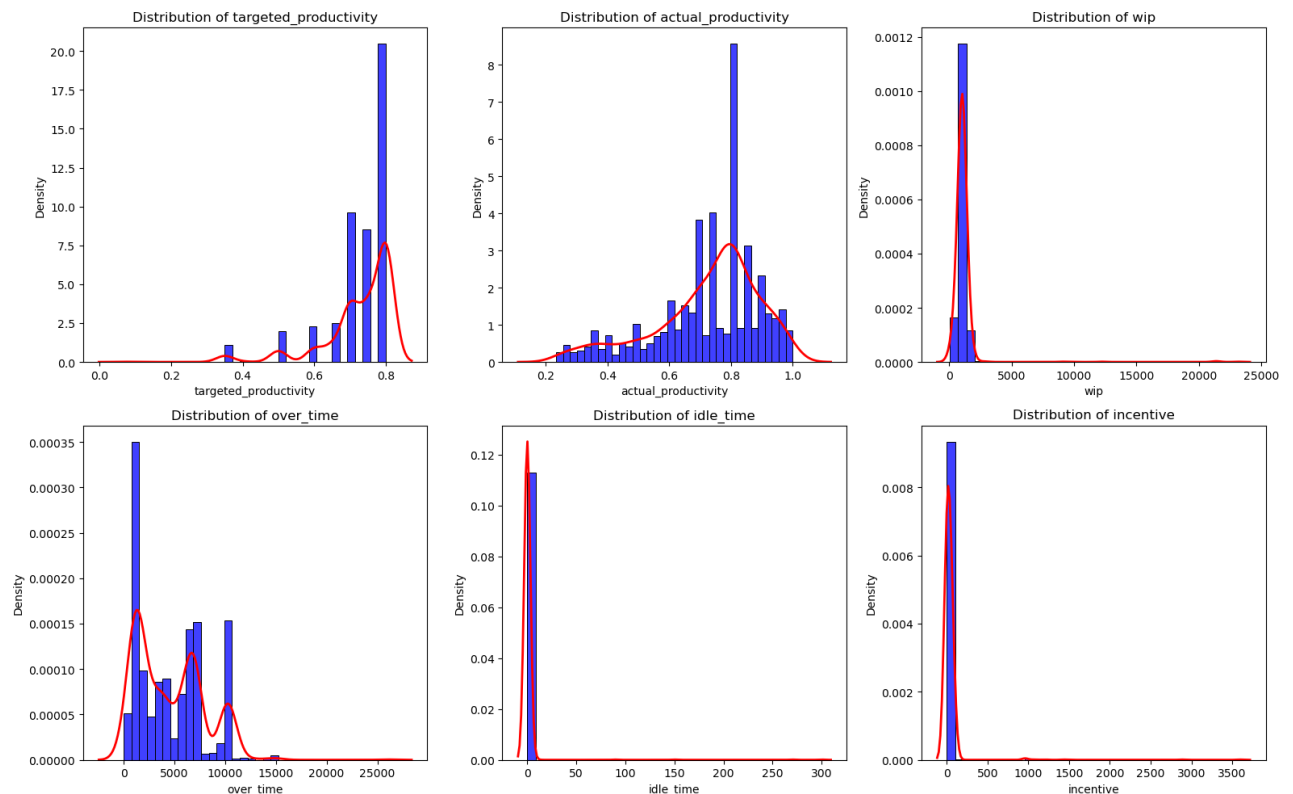 Distribution of targeted_productivity
20.0
17.5
15.0
12.5
10.0
7.5
5.0
2.5
0.0
Density
0.0 0.2 0.4 0.6 0.8
targeted_productivity
Distribution of actual_productivity
8
7
6
5
4
3
2
1
0
Density
0.2 0.4 0.6 0.8 1.0
actual_productivity
Distribution of wip
0.0012
0.0010
0.0008
0.0006
0.0004
0.0002
0.0000
Density
0 5000 10000 15000 20000 25000
wip
Distribution of over_time
0.00035
0.00030
0.00025
0.00020
0.00015
0.00010
0.00005
0.00000
Density
0 5000 10000 15000 20000 25000
over_time
Distribution of idle_time
0.12
0.10
0.08
0.06
0.04
0.02
0.00
Density
0 50 100 150 200 250 300
idle_time
Distribution of incentive
0.008
0.006
0.004
0.002
0.000
Density
0 500 1000 1500 2000 2500 3000 3500
incentive